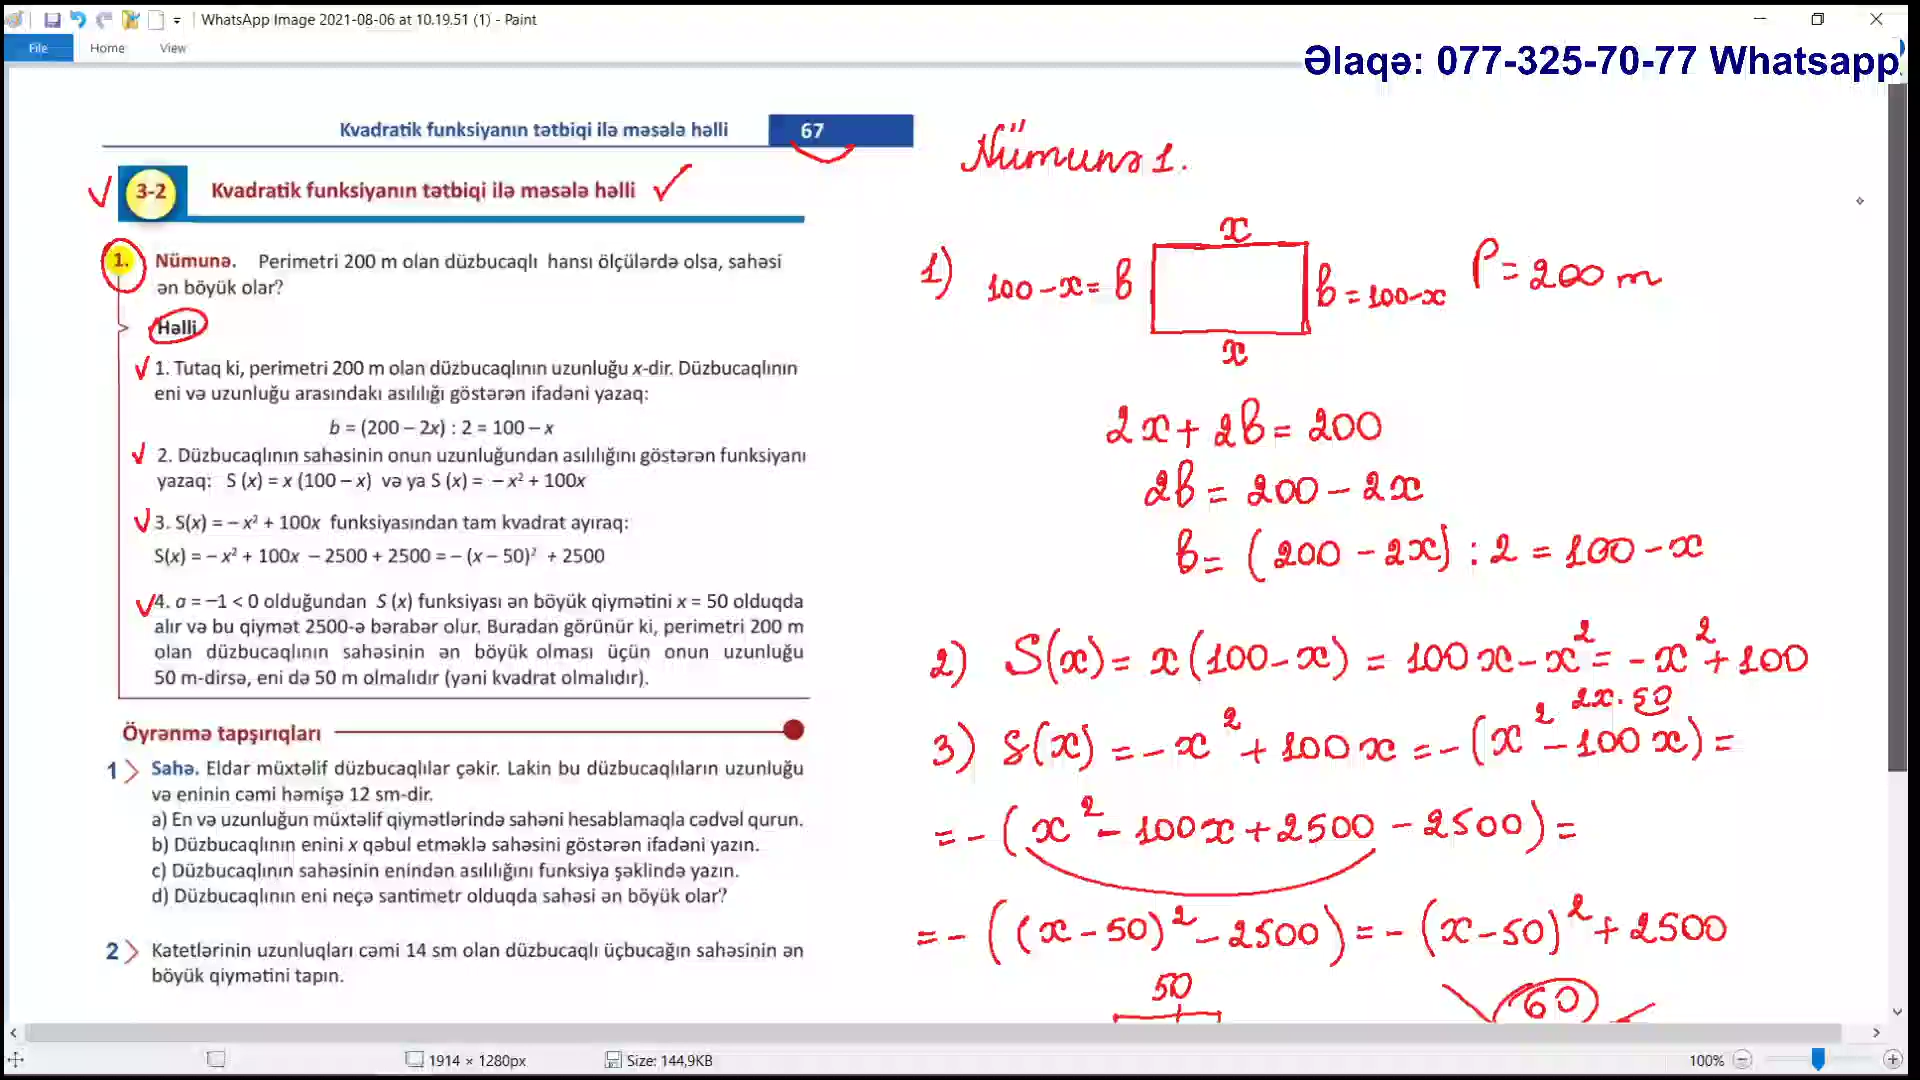 WhatsApp Image 2021-08-06 at 10.19.51 (1) - Paint
File Home View
Əlaqə: 077-325-70-77 Whatsapp
Kvadratik funksiyanın tətbiqi ilə məsələ həlli 67
3-2 Kvadratik funksiyanın tətbiqi ilə məsələ həlli
1. Nümunə. Perimetri 200 m olan düzbucaqlı hansı ölçülərdə olsa, sahəsi
ən böyük olar?
Həlli
1. Tutaq ki, perimetri 200 m olan düzbucaqlının uzunluğu x-dir. Düzbucaqlının
eni və uzunluğu arasındakı asılılığı göstərən ifadəni yazaq:
b = (200 – 2x) : 2 = 100 – x
2. Düzbucaqlının sahəsinin onun uzunluğundan asılılığını göstərən funksiyanı
yazaq: S (x) = x (100 – x) və ya S (x) = –x² + 100x
3. S(x) = – x² + 100x funksiyasından tam kvadrat ayıraq:
S(x) = – x² + 100x – 2500 + 2500 = – (x – 50)² + 2500
4. a = –1 < 0 olduğundan S (x) funksiyası ən böyük qiymətini x = 50 olduqda
alır və bu qiymət 2500-ə bərabər olur. Buradan görünür ki, perimetri 200 m
olan düzbucaqlının sahəsinin ən böyük olması üçün onun uzunluğu
50 m-dirsə, eni də 50 m olmalıdır (yəni kvadrat olmalıdır).
Öyrənmə tapşırıqları
1 Sahə. Eldar müxtəlif düzbucaqlılar çəkir. Lakin bu düzbucaqlıların uzunluğu
və eninin cəmi həmişə 12 sm-dir.
a) En və uzunluğun müxtəlif qiymətlərində sahəni hesablamaqla cədvəl qurun.
b) Düzbucaqlının enini x qəbul etməklə sahəsini göstərən ifadəni yazın.
c) Düzbucaqlının sahəsinin enindən asılılığını funksiya şəklində yazın.
d) Düzbucaqlının eni neçə santimetr olduqda sahəsi ən böyük olar?
2 Katetlərinin uzunluqları cəmi 14 sm olan düzbucaqlı üçbucağın sahəsinin ən
böyük qiymətini tapın.
Nümunə 1.
x
1) 100-x = b b = 100-x P = 200 m
x
2x + 2b = 200
2b = 200 - 2x
b = (200 - 2x) : 2 = 100 - x
2) S(x) = x(100-x) = 100x-x² = -x² + 100
2x·50
3) S(x) = -x² + 100x = -(x² - 100x) =
= -(x² - 100x + 2500 - 2500) =
= -((x-50)² - 2500) = -(x-50)² + 2500
50 60
1914 × 1280px Size: 144,9KB 100%